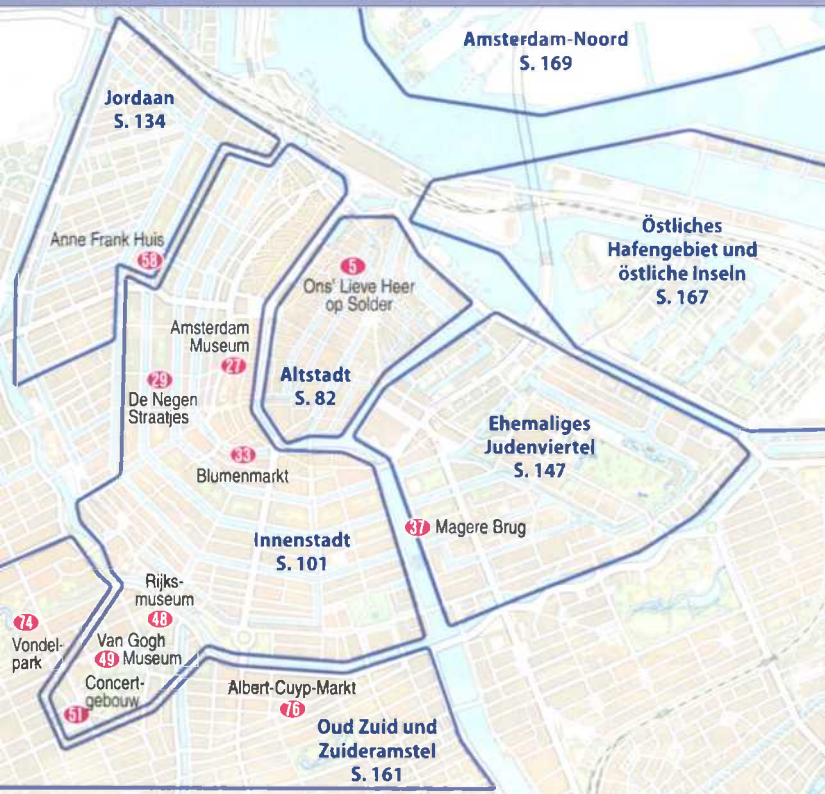 Amsterdam-Noord
S. 169
Jordaan
S. 134
Östliches
Hafengebiet und
östliche Inseln
S. 167
Anne Frank Huis
58
5
Ons' Lieve Heer
op Solder
Amsterdam
Museum
27
Altstadt
S. 82
29
De Negen
Straatjes
Ehemaliges
Judenviertel
S. 147
33
Blumenmarkt
37 Magere Brug
Innenstadt
S. 101
Rijks-
museum
48
74
Vondel-
park
Van Gogh
49 Museum
Concert-
gebouw
51
Albert-Cuyp-Markt
76
Oud Zuid und
Zuideramstel
S. 161